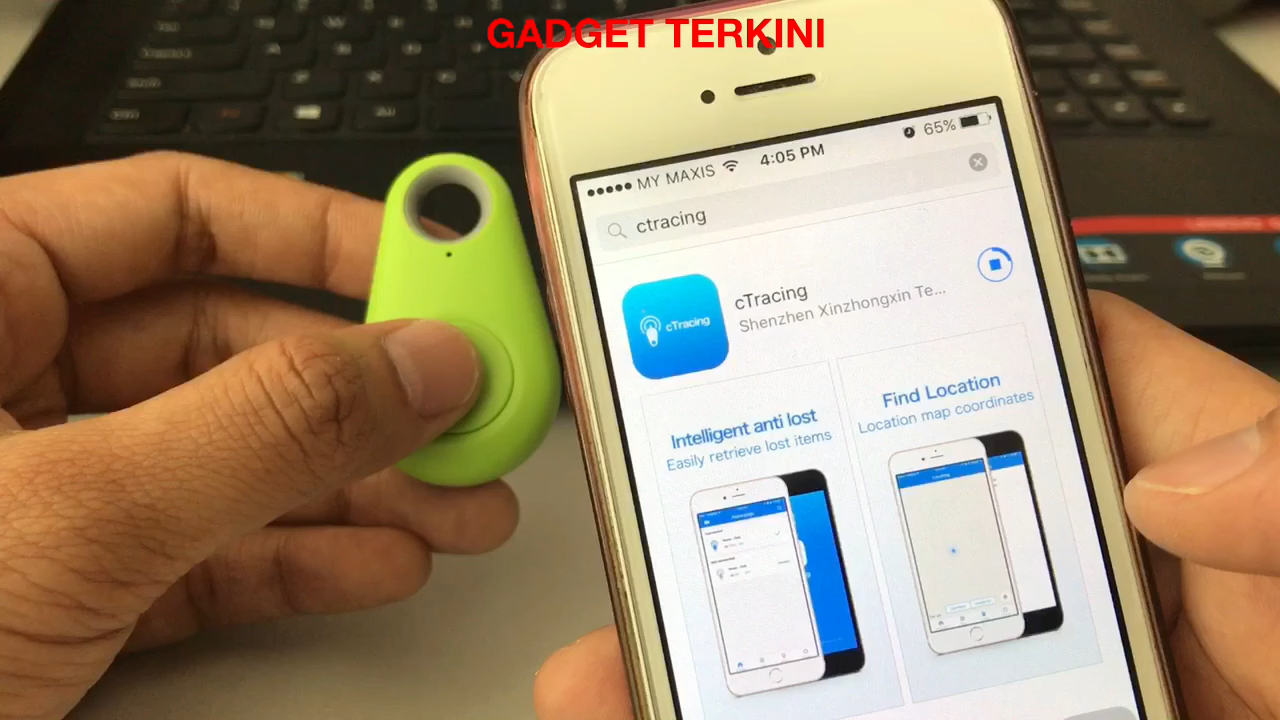 GADGET TERKINI
MY MAXIS 4:05 PM 65%
ctracing
cTracing
cTracing
Shenzhen Xinzhongxin Te...
Intelligent anti lost
Easily retrieve lost items
Find Location
Location map coordinates